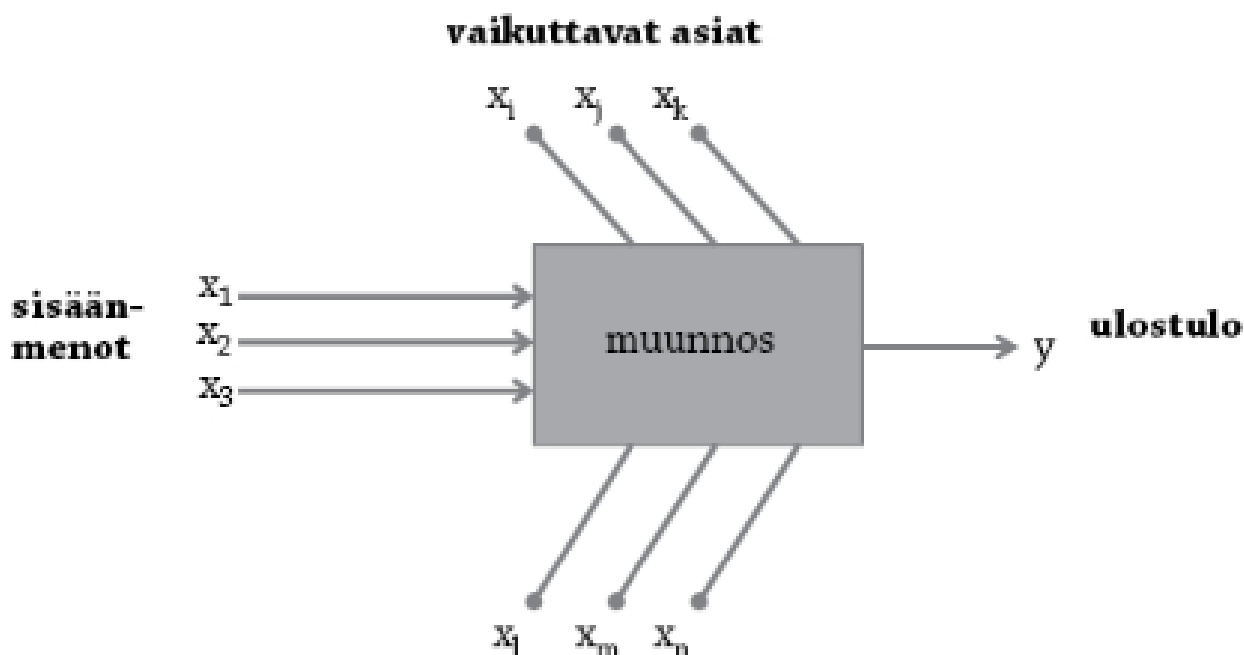 vaikuttavat asiat
xi xj xk
sisään-
menot
x1
x2
x3
muunnos
y
ulostulo
xl xm xn